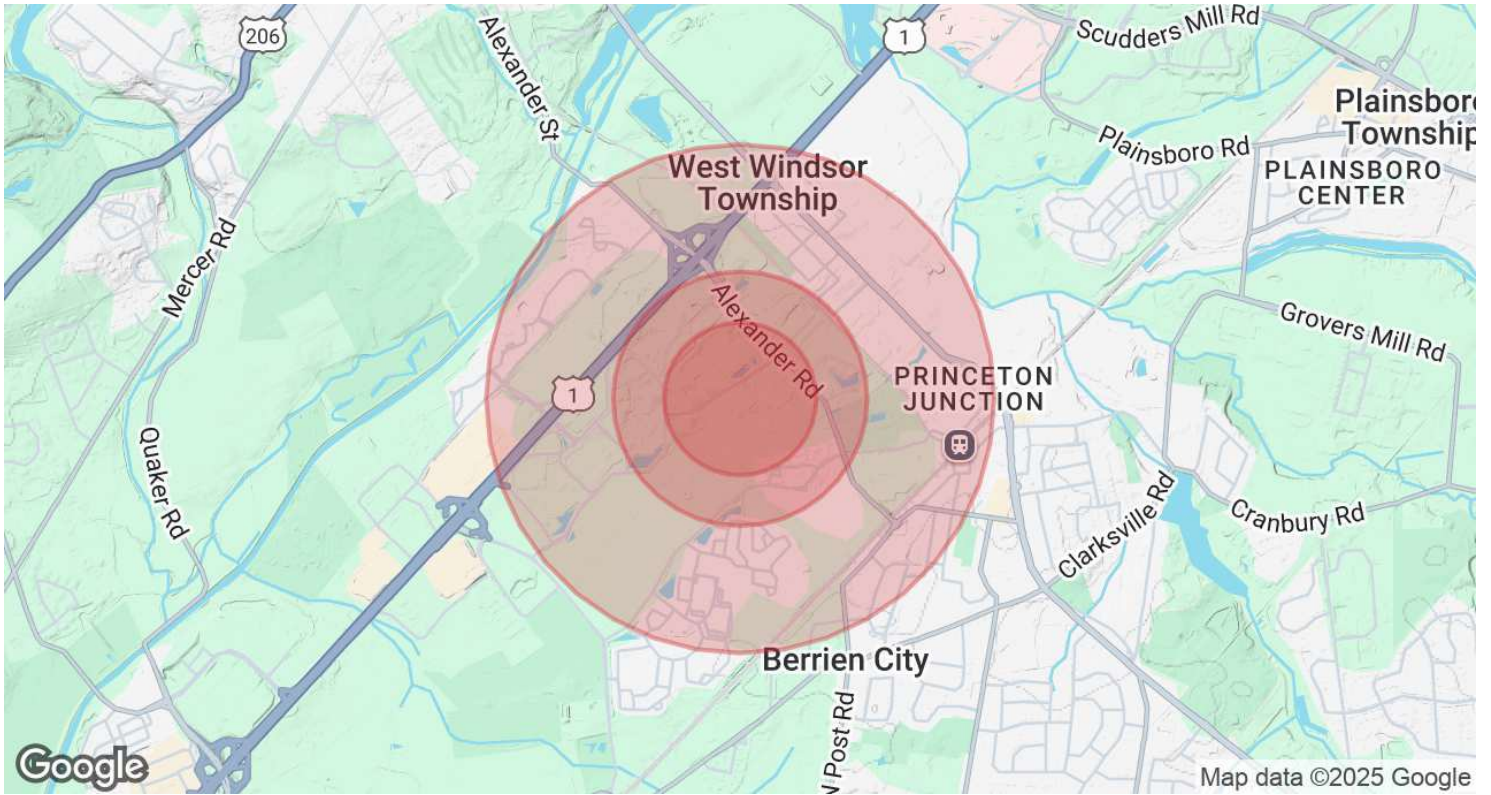 206
Alexander St
1
Scudders Mill Rd
Plainsboro
Township
Plainsboro Rd
PLAINSBORO
CENTER
West Windsor
Township
Mercer Rd
Alexander Rd
Grovers Mill Rd
1
PRINCETON
JUNCTION
Quaker Rd
Cranbury Rd
Clarksville Rd
Berrien City
N Post Rd
Google
Map data ©2025 Google